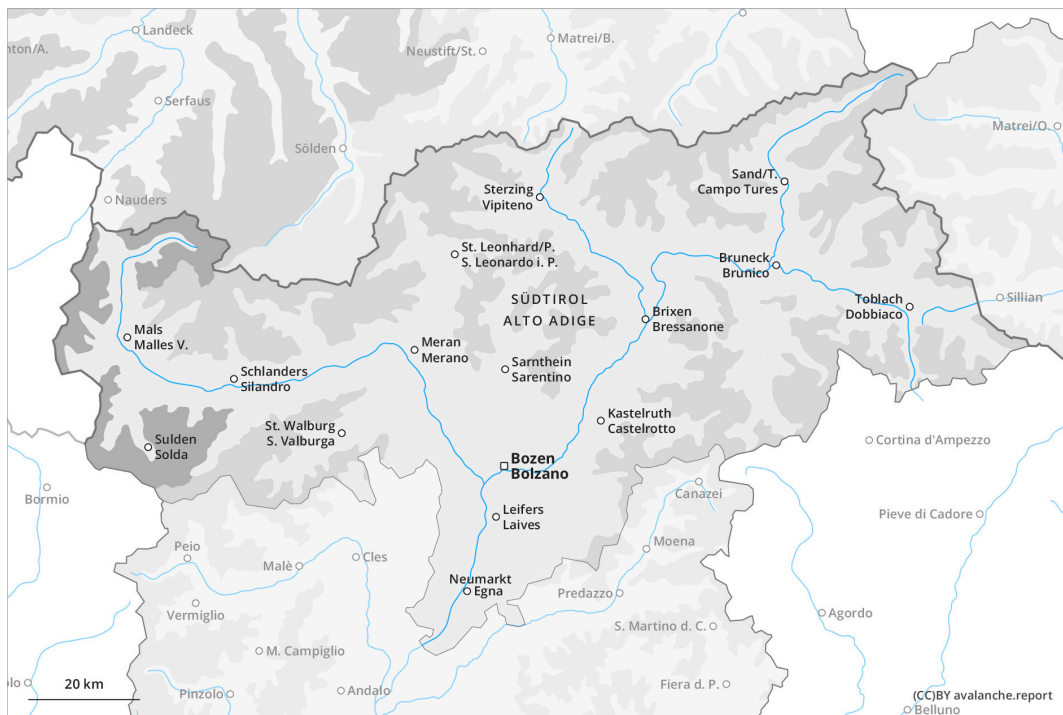 Landeck
nton/A.
Matrei/B.
Neustift/St.
Serfaus
Matrei/O.
Sölden
Sand/T.
Campo Tures
Sterzing
Vipiteno
Nauders
St. Leonhard/P.
S. Leonardo i. P.
Bruneck
Brunico
SÜDTIROL
ALTO ADIGE
Toblach
Dobbiaco
Sillian
Brixen
Bressanone
Mals
Malles V.
Meran
Merano
Sarnthein
Sarentino
Schlanders
Silandro
Kastelruth
Castelrotto
St. Walburg
S. Valburga
Sulden
Solda
Cortina d'Ampezzo
Bozen
Bolzano
Bormio
Canazei
Leifers
Laives
Pieve di Cadore
Peio
Cles
Malè
Moena
Neumarkt
Egna
Predazzo
Vermiglio
Agordo
S. Martino d. C.
M. Campiglio
olo
20 km
Pinzolo
Andalo
Fiera d. P.
(CC)BY avalanche.report
Belluno